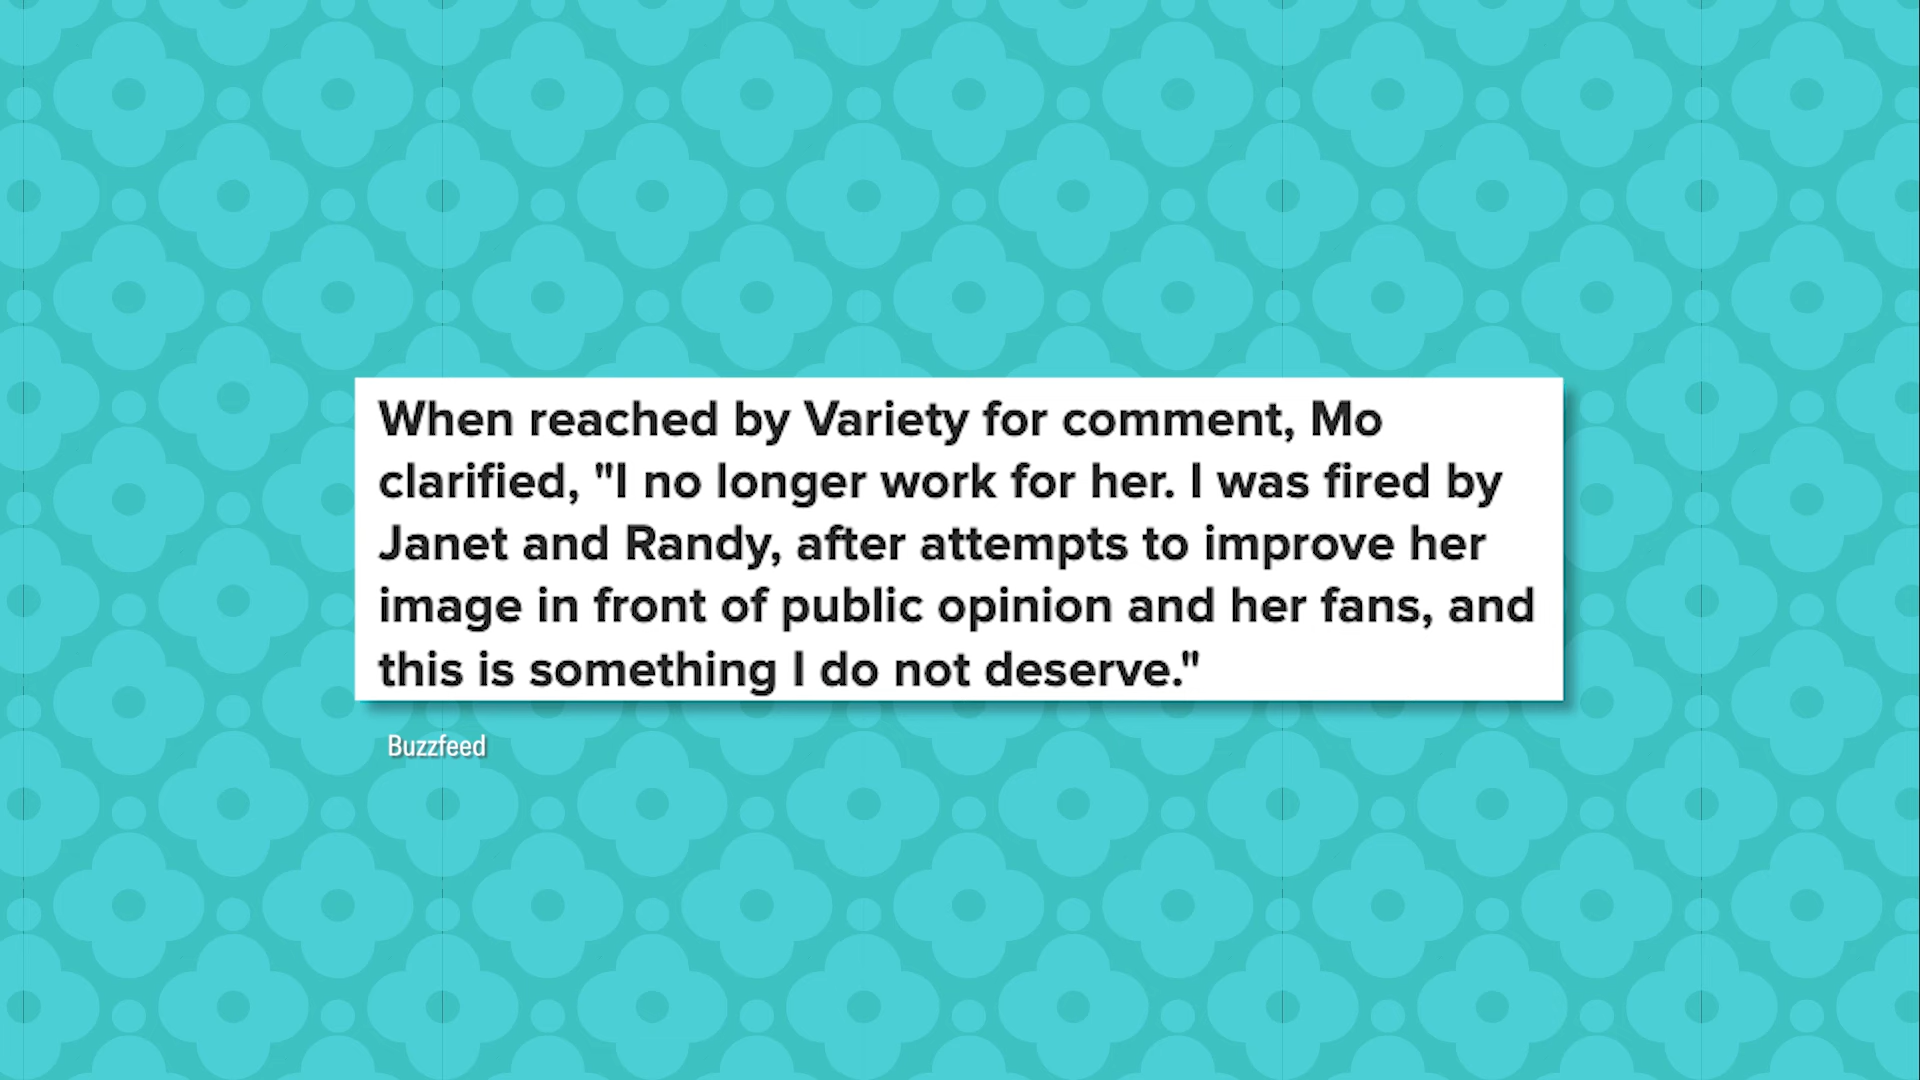 When reached by Variety for comment, Mo
clarified, "I no longer work for her. I was fired by
Janet and Randy, after attempts to improve her
image in front of public opinion and her fans, and
this is something I do not deserve."
Buzzfeed